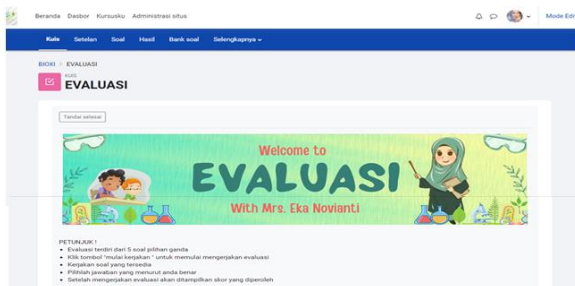 Beranda Dasbor Kursusku Administrasi situs
Mode Edi
Kuis Setelan Soal Hasil Bank soal Selengkapnya
BIOXI > EVALUASI
KUIS
EVALUASI
Tandai selesai
Welcome to
EVALUASI
With Mrs. Eka Novianti
PETUNJUK !
• Evaluasi terdiri dari 5 soal pilihan ganda
• Klik tombol "mulai kerjakan " untuk memulai mengerjakan evaluasi
• Kerjakan soal yang tersedia
• Pilihlah jawaban yang menurut anda benar
• Setelah mengerjakan evaluasi akan ditampilkan skor yang diperoleh